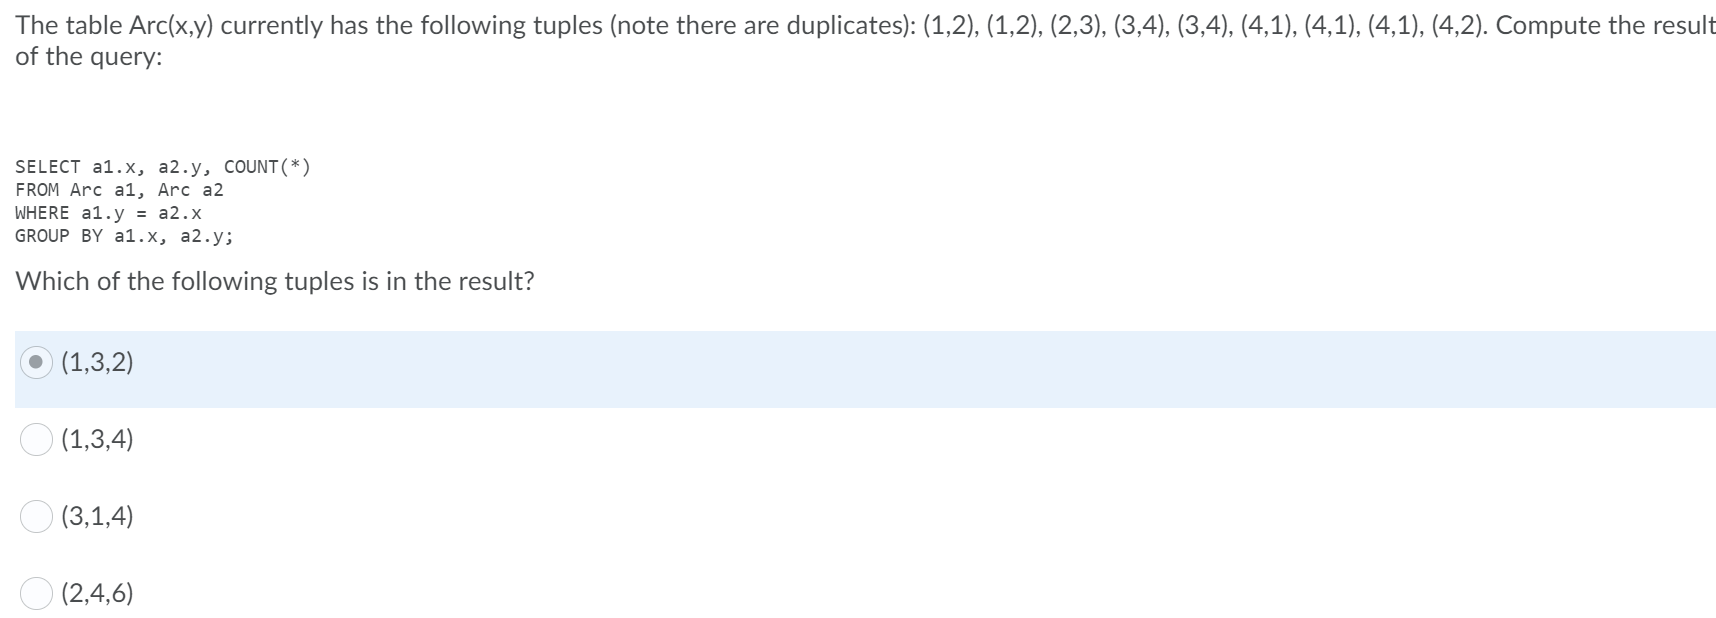 The table Arc(x,y) currently has the following tuples (note there are duplicates): (1,2), (1,2), (2,3), (3,4), (3,4), (4,1), (4,1), (4,1), (4,2). Compute the result
of the query:
SELECT a1.x, a2.y, COUNT(*)
FROM Arc a1, Arc a2
WHERE a1.y = a2.x
GROUP BY a1.x, a2.y;
Which of the following tuples is in the result?
(1,3,2)
(1,3,4)
(3,1,4)
(2,4,6)